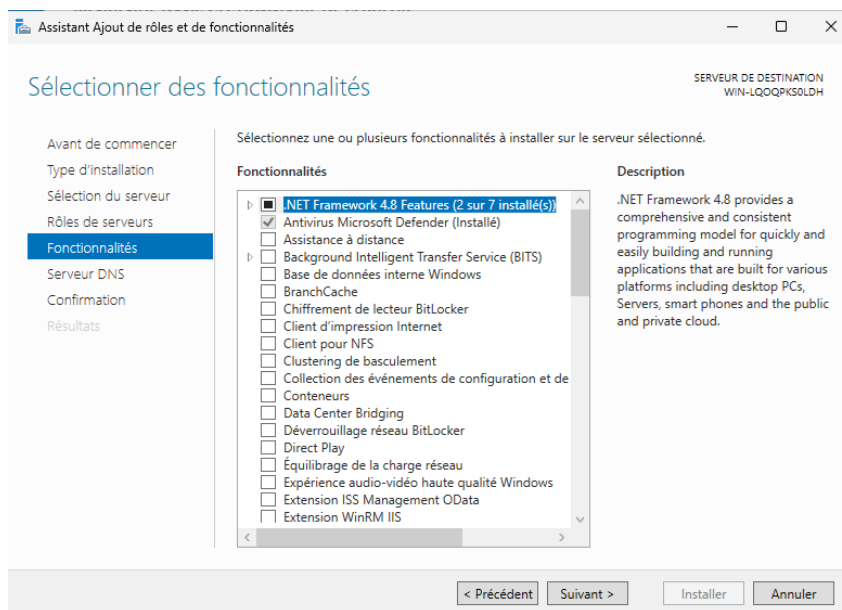 Assistant Ajout de rôles et de fonctionnalités
Sélectionner des fonctionnalités
SERVEUR DE DESTINATION
WIN-LQOQPKS0LDH
Avant de commencer
Type d'installation
Sélection du serveur
Rôles de serveurs
Fonctionnalités
Serveur DNS
Confirmation
Résultats
Sélectionnez une ou plusieurs fonctionnalités à installer sur le serveur sélectionné.
Fonctionnalités
.NET Framework 4.8 Features (2 sur 7 installé(s))
Antivirus Microsoft Defender (Installé)
Assistance à distance
Background Intelligent Transfer Service (BITS)
Base de données interne Windows
BranchCache
Chiffrement de lecteur BitLocker
Client d'impression Internet
Client pour NFS
Clustering de basculement
Collection des événements de configuration et de
Conteneurs
Data Center Bridging
Déverrouillage réseau BitLocker
Direct Play
Équilibrage de la charge réseau
Expérience audio-vidéo haute qualité Windows
Extension ISS Management OData
Extension WinRM IIS
Description
.NET Framework 4.8 provides a
comprehensive and consistent
programming model for quickly and
easily building and running
applications that are built for various
platforms including desktop PCs,
Servers, smart phones and the public
and private cloud.
< Précédent
Suivant >
Installer
Annuler